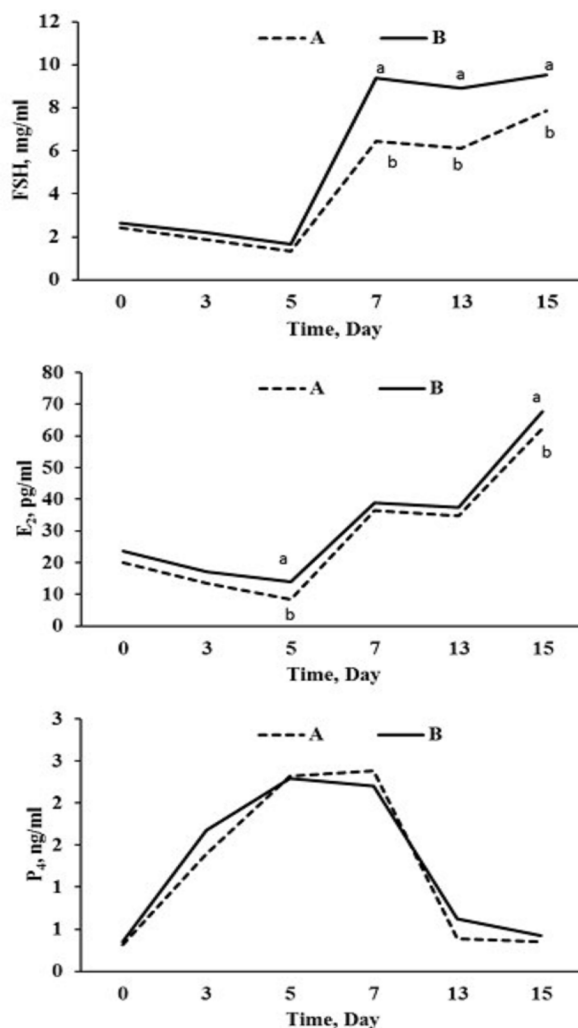 12
A B
10
a a a
8
FSH, mg/ml
6
b b b
4
2
0
0 3 5 7 13 15
Time, Day
80
A B
70
a
60
50
b
E2, pg/ml
40
30
20
a
10
b
0
0 3 5 7 13 15
Time, Day
3
A B
3
2
P4, ng/ml
2
1
1
0
0 3 5 7 13 15
Time, Day